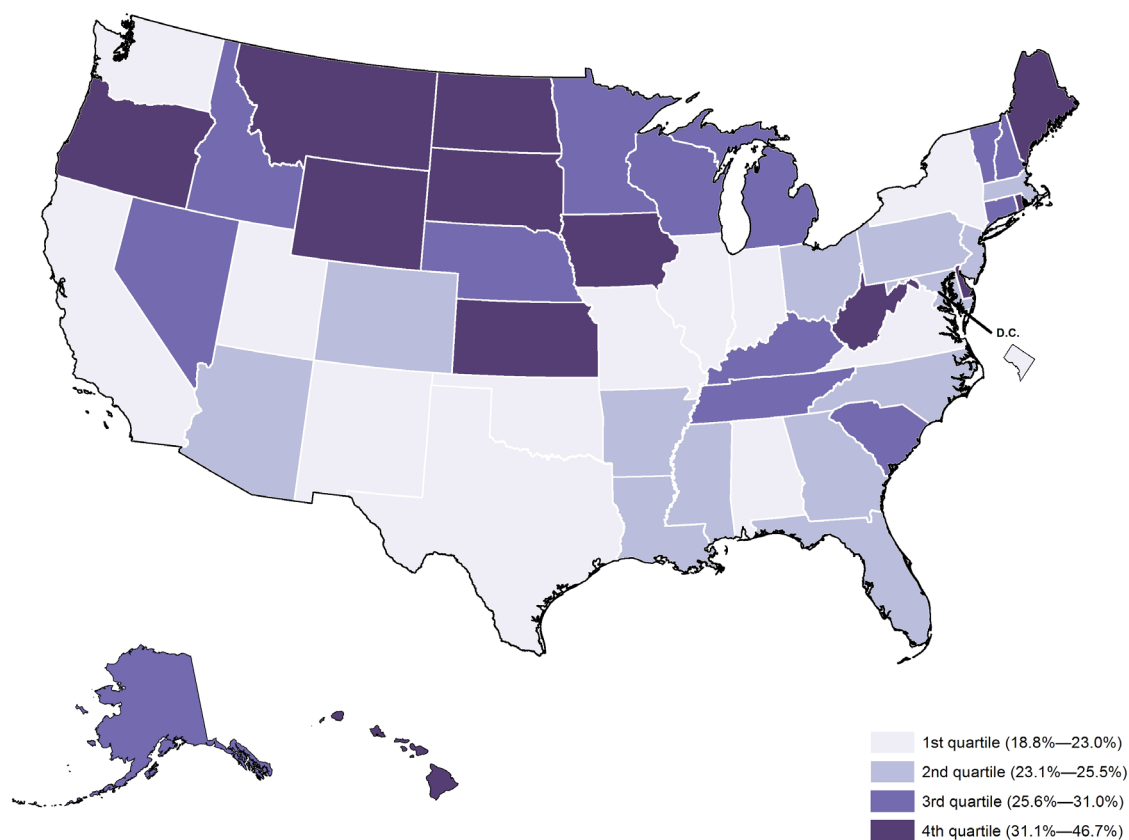 D.C.
1st quartile (18.8%—23.0%)
2nd quartile (23.1%—25.5%)
3rd quartile (25.6%—31.0%)
4th quartile (31.1%—46.7%)